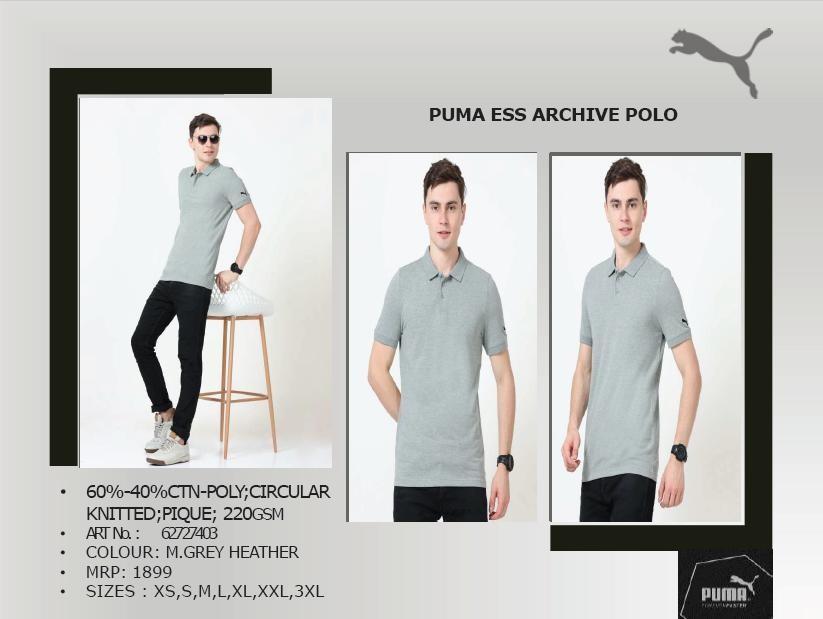 PUMA ESS ARCHIVE POLO
• 60%-40%CTN-POLY;CIRCULAR
KNITTED;PIQUE; 220GSM
• ART No. : 62727403
• COLOUR: M.GREY HEATHER
• MRP: 1899
• SIZES : XS,S,M,L,XL,XXL,3XL
PUMA
FOREVERFASTER